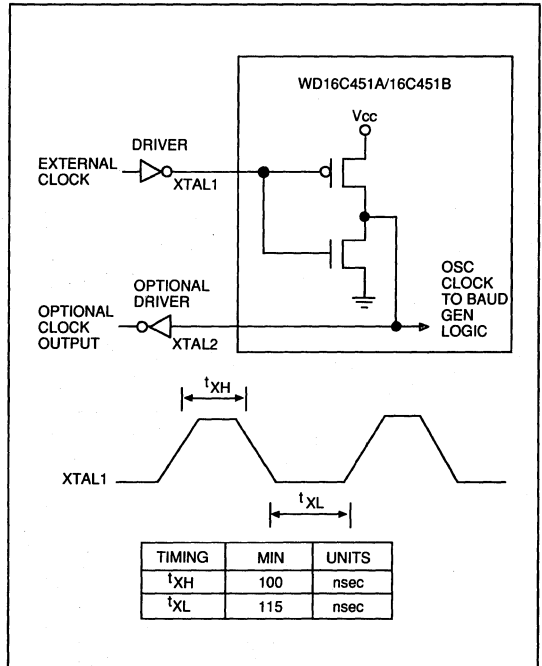 WD16C451A/16C451B
Vcc
DRIVER
EXTERNAL
CLOCK
XTAL1
OSC
CLOCK
TO BAUD
GEN
LOGIC
OPTIONAL
DRIVER
OPTIONAL
CLOCK
OUTPUT
XTAL2
tXH
XTAL1
tXL
TIMING MIN UNITS
tXH 100 nsec
tXL 115 nsec